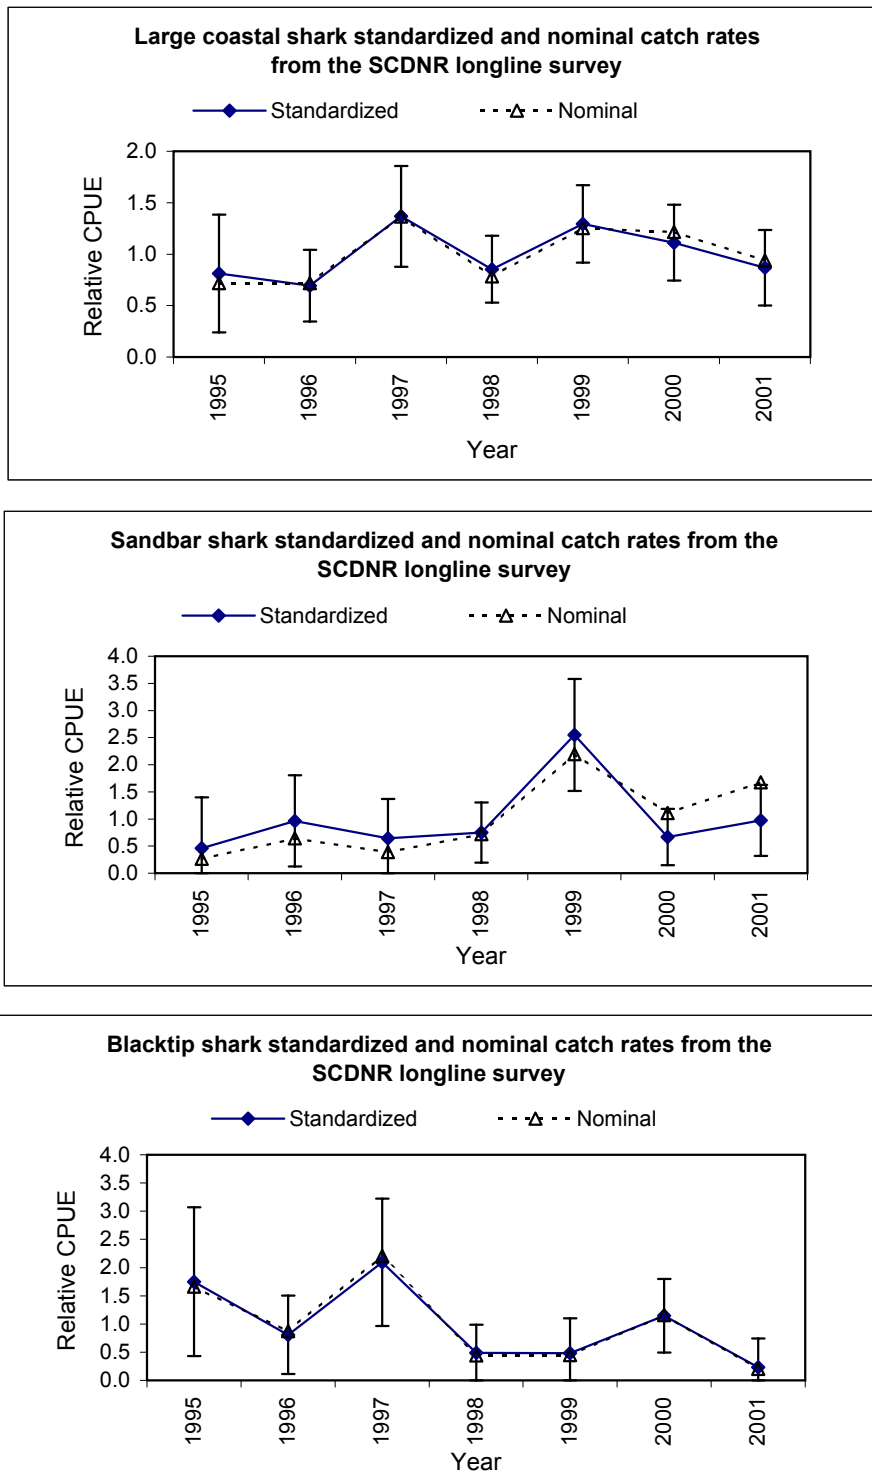 Large coastal shark standardized and nominal catch rates
from the SCDNR longline survey
Standardized Nominal
2.0
1.5
1.0
0.5
0.0
Relative CPUE
1995 1996 1997 1998 1999 2000 2001
Year
Sandbar shark standardized and nominal catch rates from the
SCDNR longline survey
Standardized Nominal
4.0
3.5
3.0
2.5
2.0
1.5
1.0
0.5
0.0
Relative CPUE
1995 1996 1997 1998 1999 2000 2001
Year
Blacktip shark standardized and nominal catch rates from the
SCDNR longline survey
Standardized Nominal
4.0
3.5
3.0
2.5
2.0
1.5
1.0
0.5
0.0
Relative CPUE
1995 1996 1997 1998 1999 2000 2001
Year